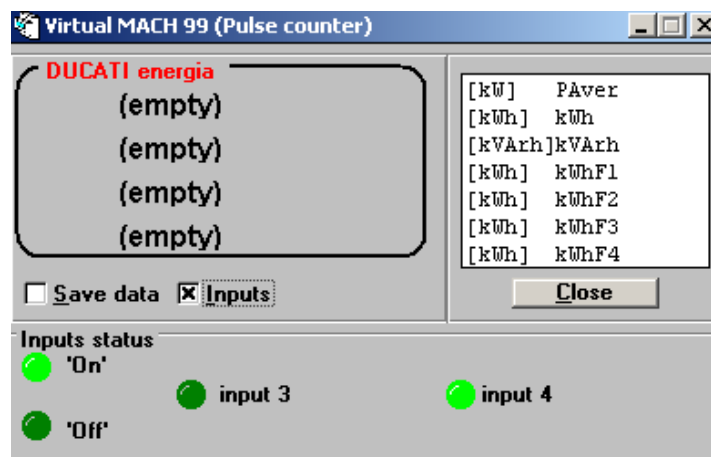 Virtual MACH 99 (Pulse counter)
DUCATI energia
(empty)
(empty)
(empty)
(empty)
[kW] PAver
[kWh] kWh
[kVArh]kVArh
[kWh] kWhF1
[kWh] kWhF2
[kWh] kWhF3
[kWh] kWhF4
Save data Inputs
Close
Inputs status
'On'
input 3 input 4
'Off'